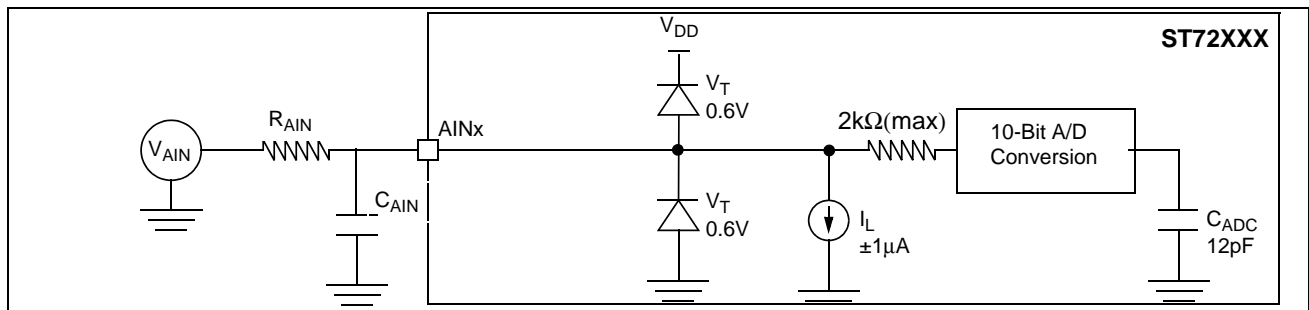 V_DD
ST72XXX
V_T
0.6V
R_AIN
AINx
2kΩ(max)
10-Bit A/D
Conversion
V_AIN
C_AIN
V_T
0.6V
I_L
±1μA
C_ADC
12pF